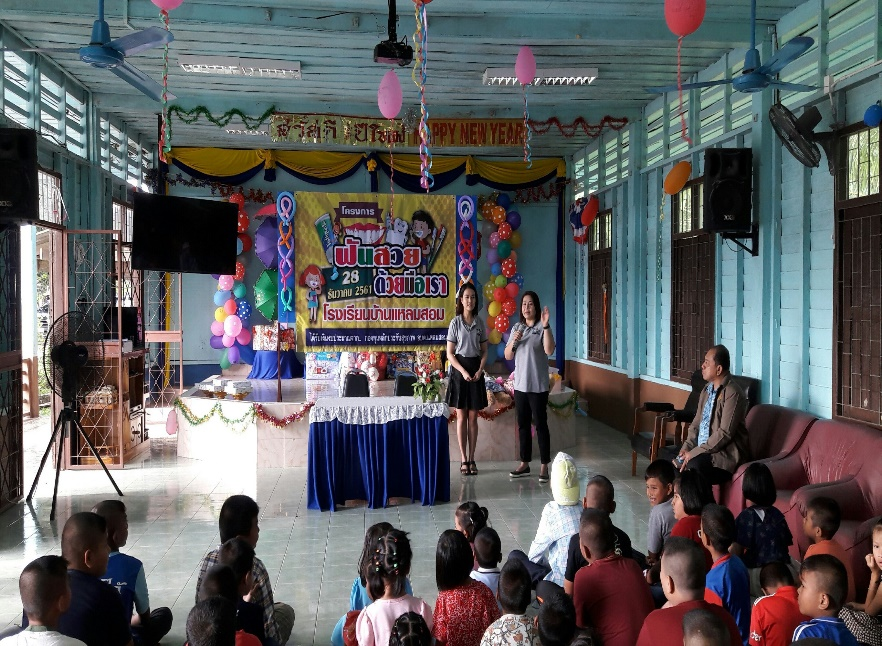 สวัสดี ปีใหม่ HAPPY NEW YEAR
โครงการ
ฟันสวย
28
ธันวาคม 2561
ด้วยมือเรา
โรงเรียนบ้านแหลมสอม